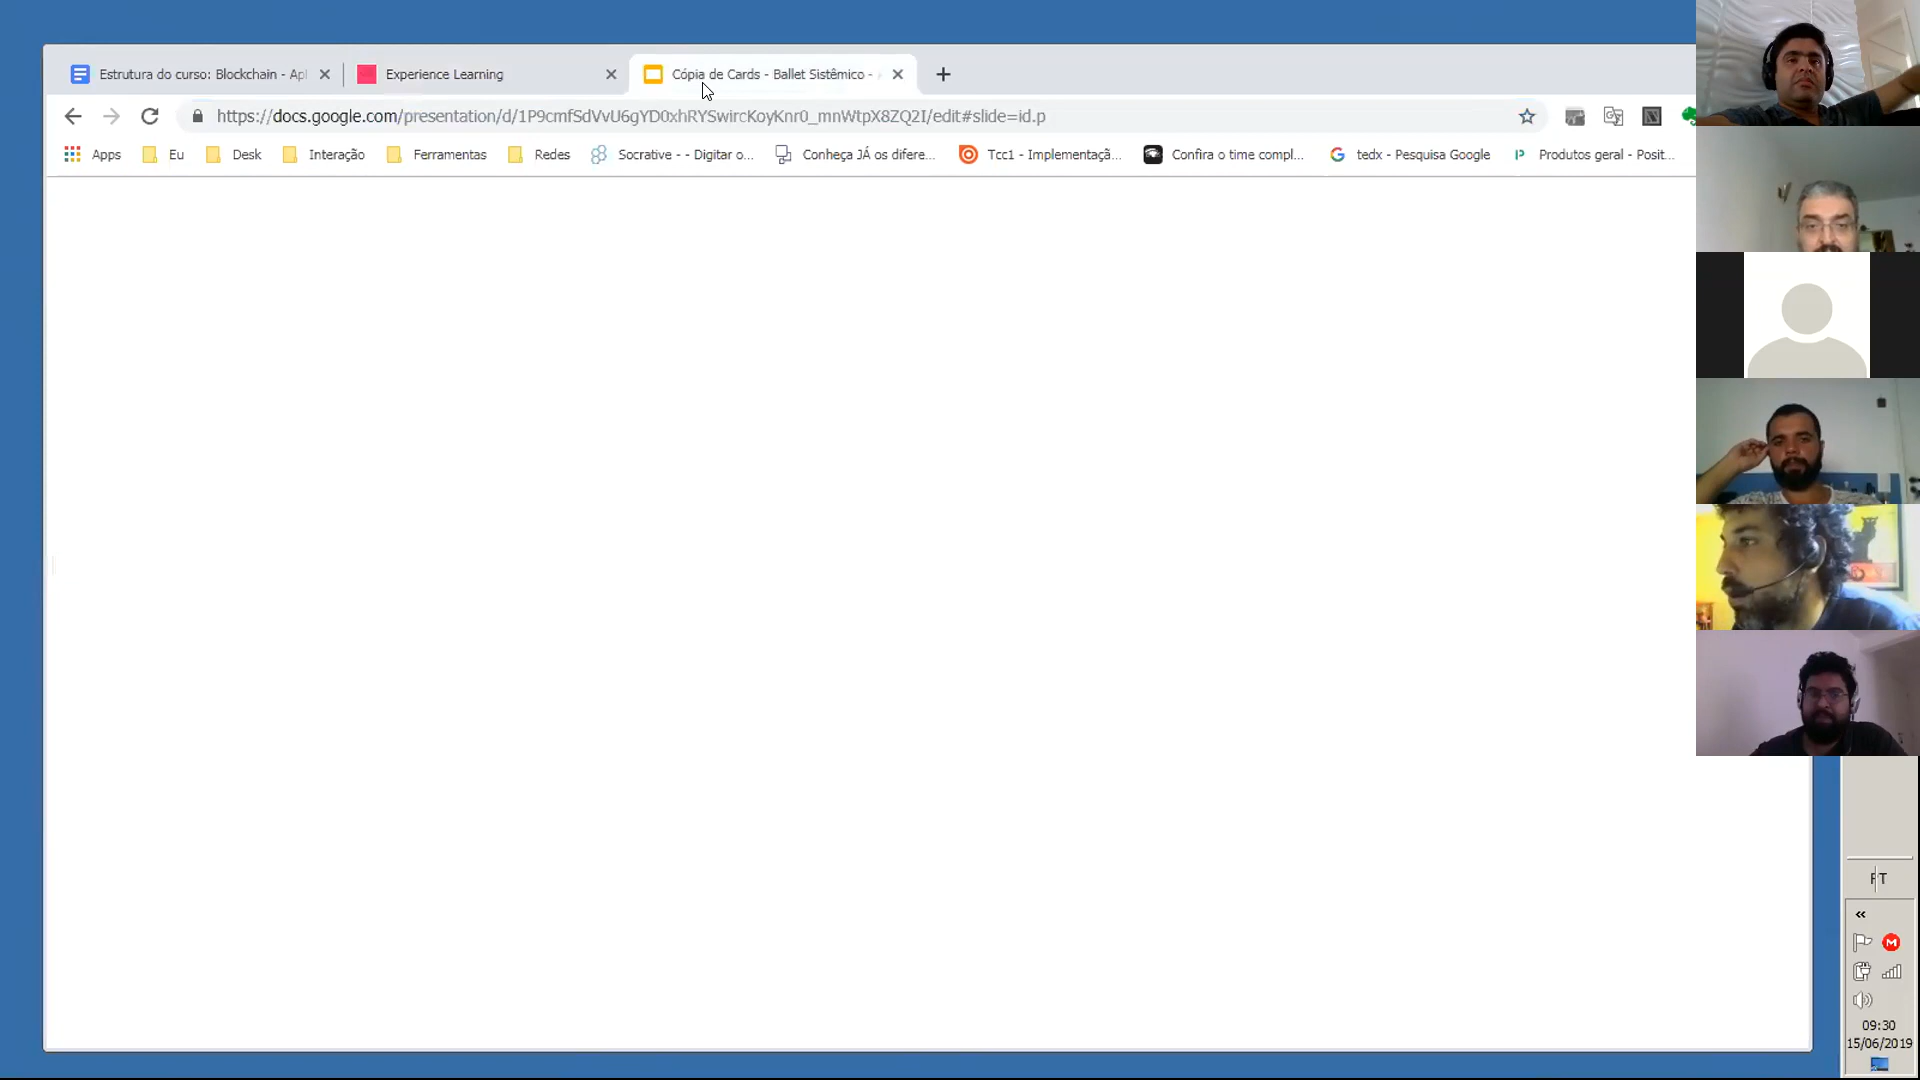 Estrutura do curso: Blockchain - Apl
Experience Learning
Cópia de Cards - Ballet Sistêmico -
https://docs.google.com/presentation/d/1P9cmfSdVvU6gYD0xhRYSwircKoyKnr0_mnWtpX8ZQ2I/edit#slide=id.p
Apps
Eu
Desk
Interação
Ferramentas
Redes
Socrative - - Digitar o...
Conheça JÁ os difere...
Tcc1 - Implementaçã...
Confira o time compl...
tedx - Pesquisa Google
Produtos geral - Posit...
PT
09:30
15/06/2019